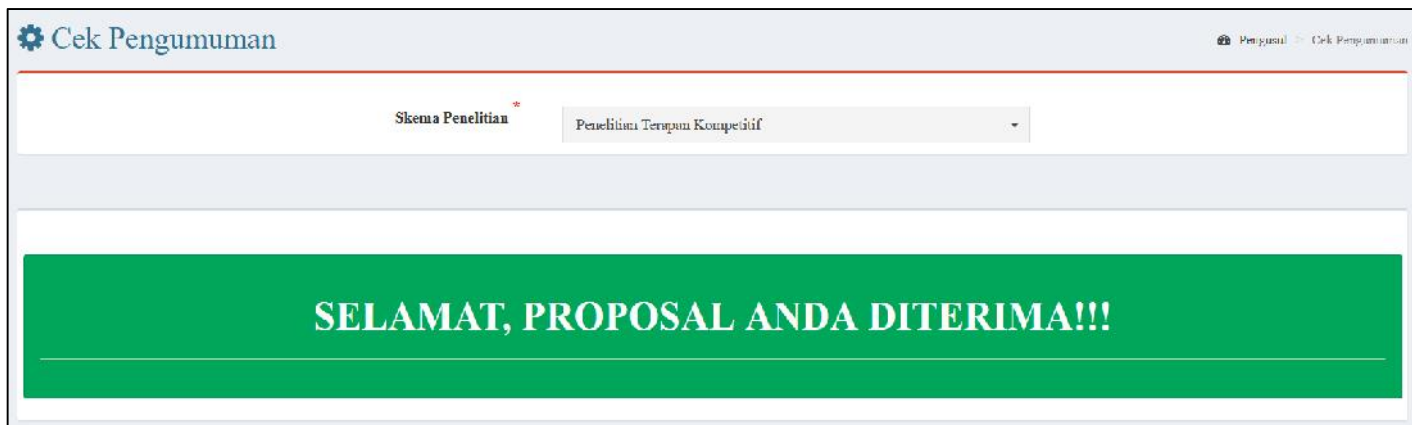 Cek Pengumuman
Pengusul > Cek Pengumuman
Skema Penelitian *
Penelitian Terapan Kompetitif
SELAMAT, PROPOSAL ANDA DITERIMA!!!